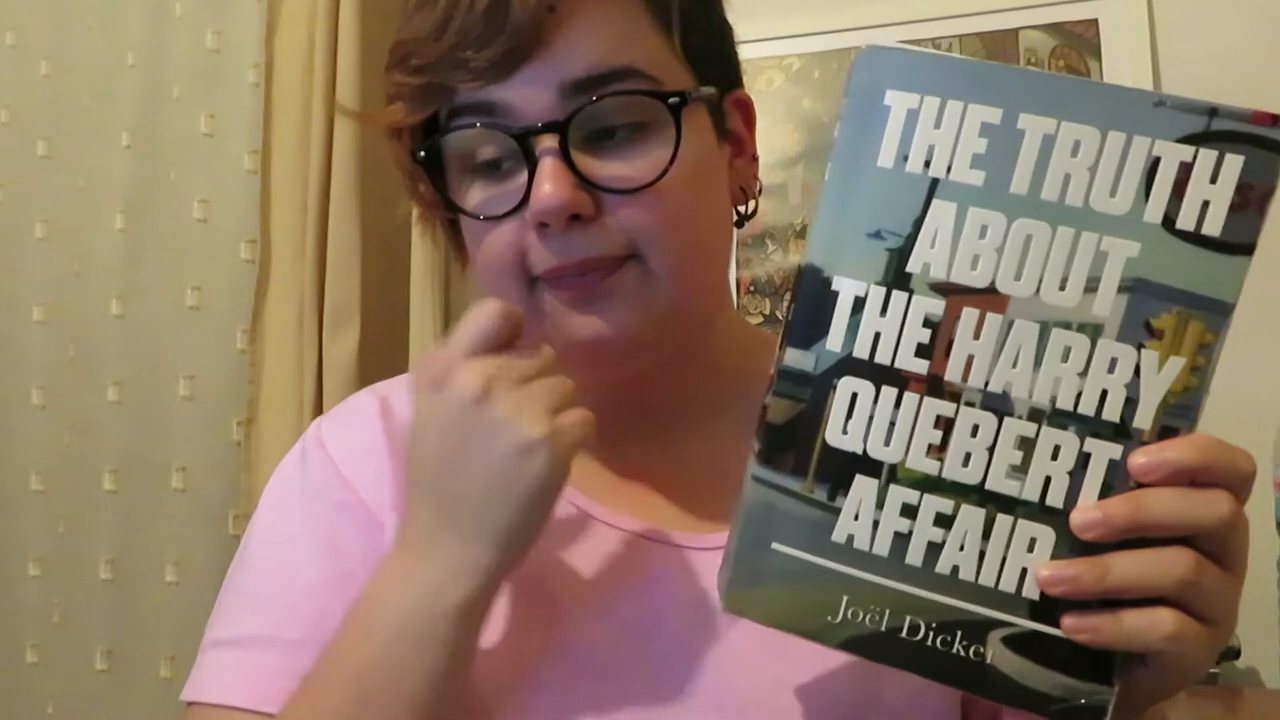 THE TRUTH
ABOUT
THE HARRY
QUEBERT
AFFAIR
Joël Dicker